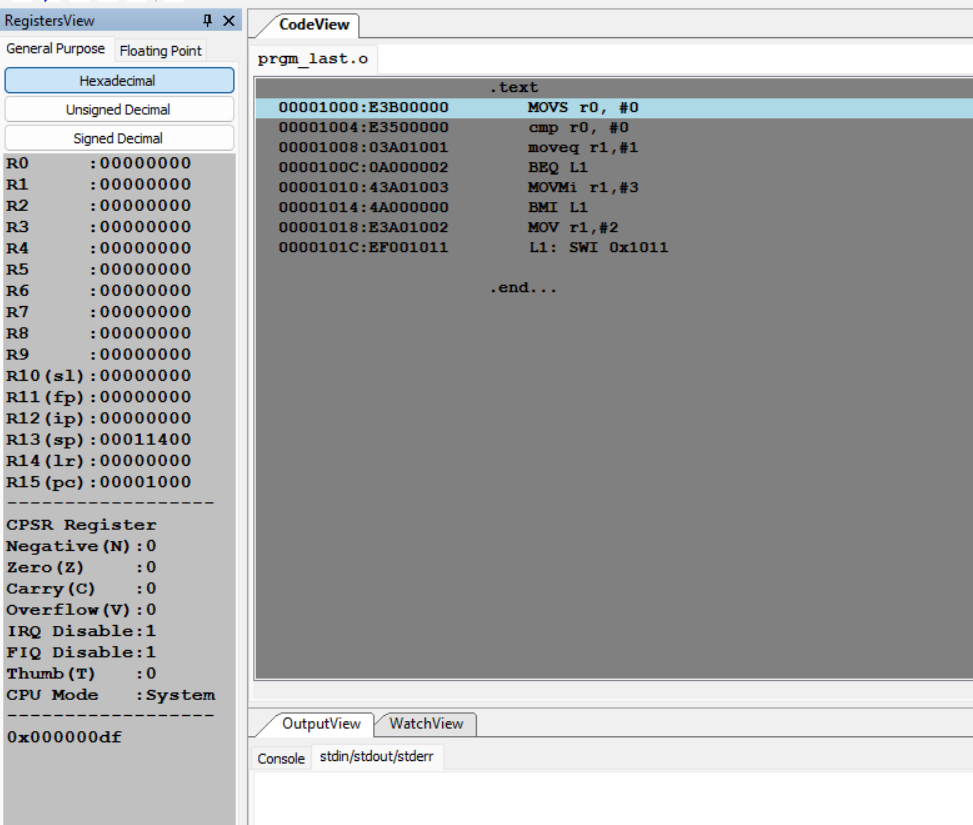 RegistersView
General Purpose Floating Point
Hexadecimal
Unsigned Decimal
Signed Decimal
R0 :00000000
R1 :00000000
R2 :00000000
R3 :00000000
R4 :00000000
R5 :00000000
R6 :00000000
R7 :00000000
R8 :00000000
R9 :00000000
R10(sl):00000000
R11(fp):00000000
R12(ip):00000000
R13(sp):00011400
R14(lr):00000000
R15(pc):00001000
-------------------
CPSR Register
Negative(N):0
Zero(Z) :0
Carry(C) :0
Overflow(V):0
IRQ Disable:1
FIQ Disable:1
Thumb(T) :0
CPU Mode :System
-------------------
0x000000df
CodeView
prgm_last.o
.text
00001000:E3B00000 MOVS r0, #0
00001004:E3500000 cmp r0, #0
00001008:03A01001 moveq r1,#1
0000100C:0A000002 BEQ L1
00001010:43A01003 MOVMi r1,#3
00001014:4A000000 BMI L1
00001018:E3A01002 MOV r1,#2
0000101C:EF001011 L1: SWI 0x1011
.end...
OutputView WatchView
Console stdin/stdout/stderr